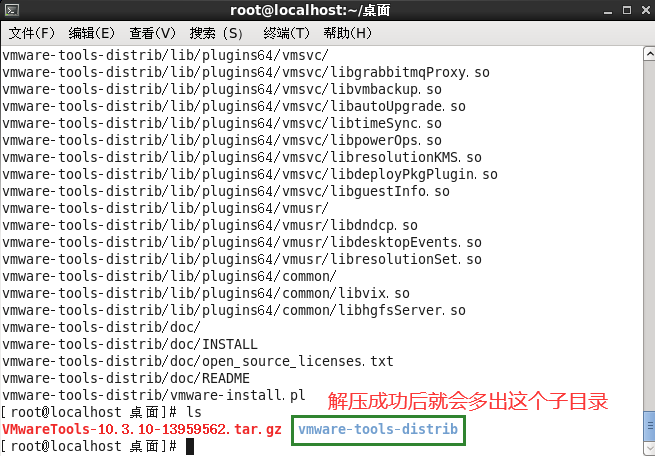 root@localhost:~/桌面
文件(F) 编辑(E) 查看(V) 搜索 (S) 终端(T) 帮助(H)
vmware-tools-distrib/lib/plugins64/vmsvc/
vmware-tools-distrib/lib/plugins64/vmsvc/libgrabbitmqProxy.so
vmware-tools-distrib/lib/plugins64/vmsvc/libvmbackup.so
vmware-tools-distrib/lib/plugins64/vmsvc/libautoUpgrade.so
vmware-tools-distrib/lib/plugins64/vmsvc/libtimeSync.so
vmware-tools-distrib/lib/plugins64/vmsvc/libpowerOps.so
vmware-tools-distrib/lib/plugins64/vmsvc/libresolutionKMS.so
vmware-tools-distrib/lib/plugins64/vmsvc/libdeployPkgPlugin.so
vmware-tools-distrib/lib/plugins64/vmsvc/libguestInfo.so
vmware-tools-distrib/lib/plugins64/vmusr/
vmware-tools-distrib/lib/plugins64/vmusr/libdndcp.so
vmware-tools-distrib/lib/plugins64/vmusr/libdesktopEvents.so
vmware-tools-distrib/lib/plugins64/vmusr/libresolutionSet.so
vmware-tools-distrib/lib/plugins64/common/
vmware-tools-distrib/lib/plugins64/common/libvix.so
vmware-tools-distrib/lib/plugins64/common/libhgfsServer.so
vmware-tools-distrib/doc/
vmware-tools-distrib/doc/INSTALL
vmware-tools-distrib/doc/open_source_licenses.txt
vmware-tools-distrib/doc/README
vmware-tools-distrib/vmware-install.pl
解压成功后就会多出这个子目录
[root@localhost 桌面]# ls
VMwareTools-10.3.10-13959562.tar.gz vmware-tools-distrib
[root@localhost 桌面]#